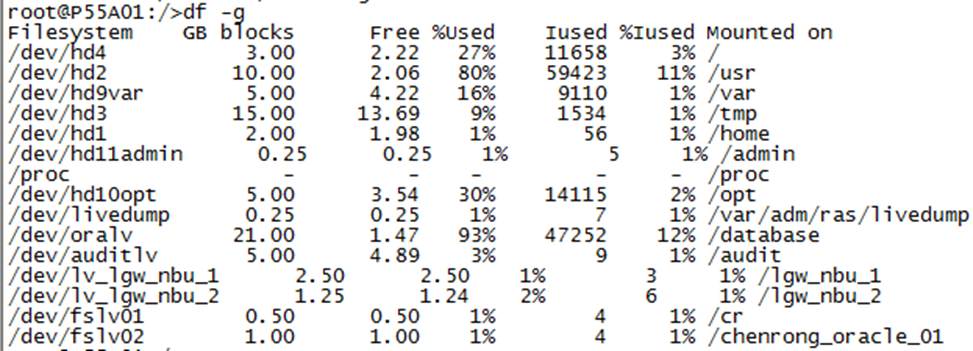 root@P55A01:/>df -g
Filesystem    GB blocks      Free %Used    Iused %Iused Mounted on
/dev/hd4           3.00      2.22   27%    11658     3% /
/dev/hd2          10.00      2.06   80%    59423    11% /usr
/dev/hd9var        5.00      4.22   16%     9110     1% /var
/dev/hd3          15.00     13.69    9%     1534     1% /tmp
/dev/hd1           2.00      1.98    1%       56     1% /home
/dev/hd11admin      0.25      0.25    1%        5     1% /admin
/proc                 -         -    -         -     -  /proc
/dev/hd10opt       5.00      3.54   30%    14115     2% /opt
/dev/livedump      0.25      0.25    1%        7     1% /var/adm/ras/livedump
/dev/oralv        21.00      1.47   93%    47252    12% /database
/dev/auditlv       5.00      4.89    3%        9     1% /audit
/dev/lv_lgw_nbu_1      2.50      2.50    1%        3     1% /lgw_nbu_1
/dev/lv_lgw_nbu_2      1.25      1.24    2%        6     1% /lgw_nbu_2
/dev/fslv01        0.50      0.50    1%        4     1% /cr
/dev/fslv02        1.00      1.00    1%        4     1% /chenrong_oracle_01